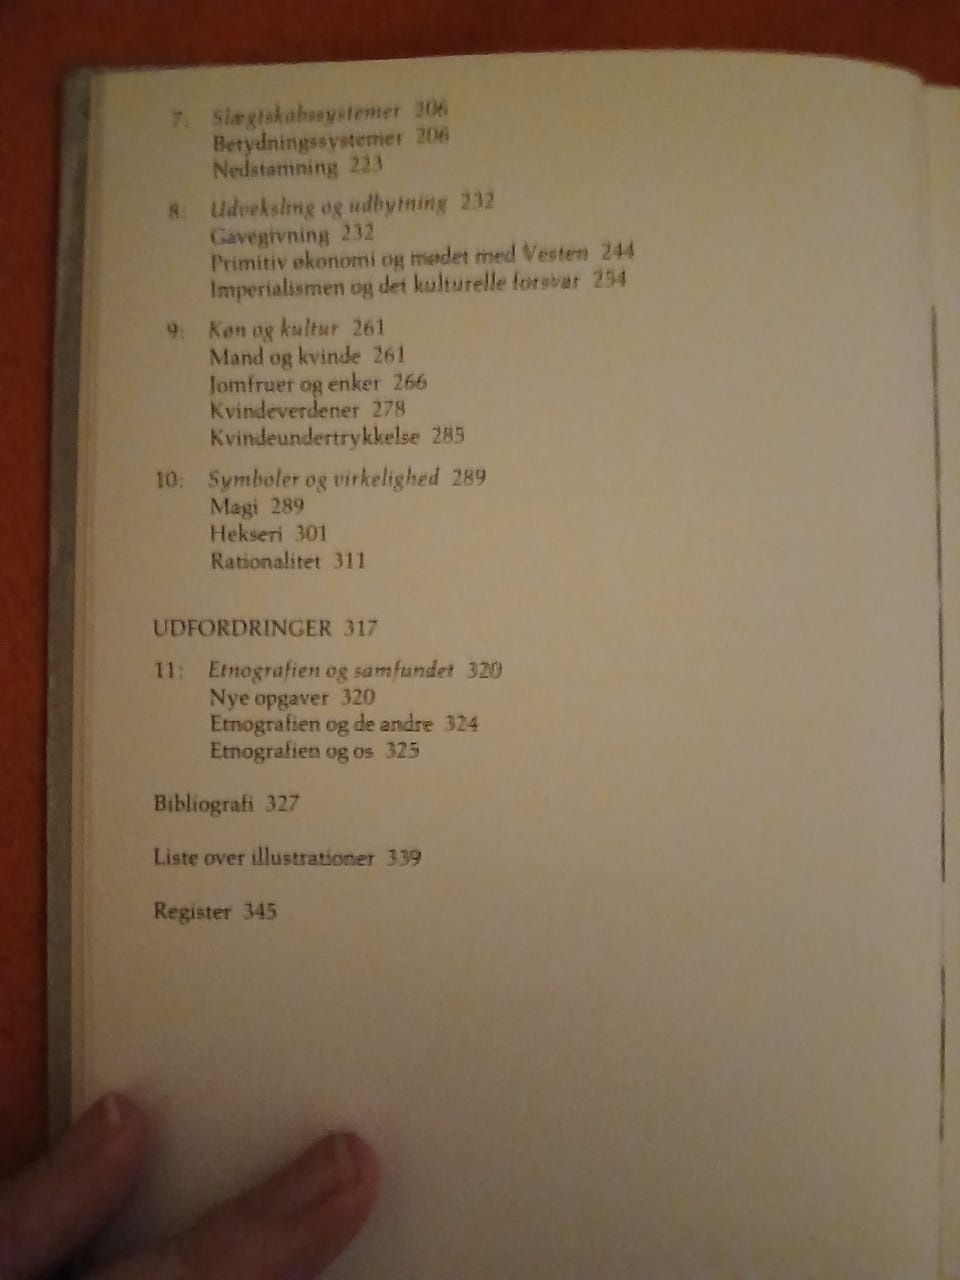 7: Slægtskabssystemer 206
Betydningssystemer 206
Nedstamning 223
8: Udveksling og udbytning 232
Gavegivning 232
Primitiv økonomi og mødet med Vesten 244
Imperialismen og det kulturelle forsvar 254
9: Køn og kultur 261
Mand og kvinde 261
Jomfruer og enker 266
Kvindeverdener 278
Kvindeundertrykkelse 285
10: Symboler og virkelighed 289
Magi 289
Hekseri 301
Rationalitet 311
UDFORDRINGER 317
11: Etnografien og samfundet 320
Nye opgaver 320
Etnografien og de andre 324
Etnografien og os 325
Bibliografi 327
Liste over illustrationer 339
Register 345